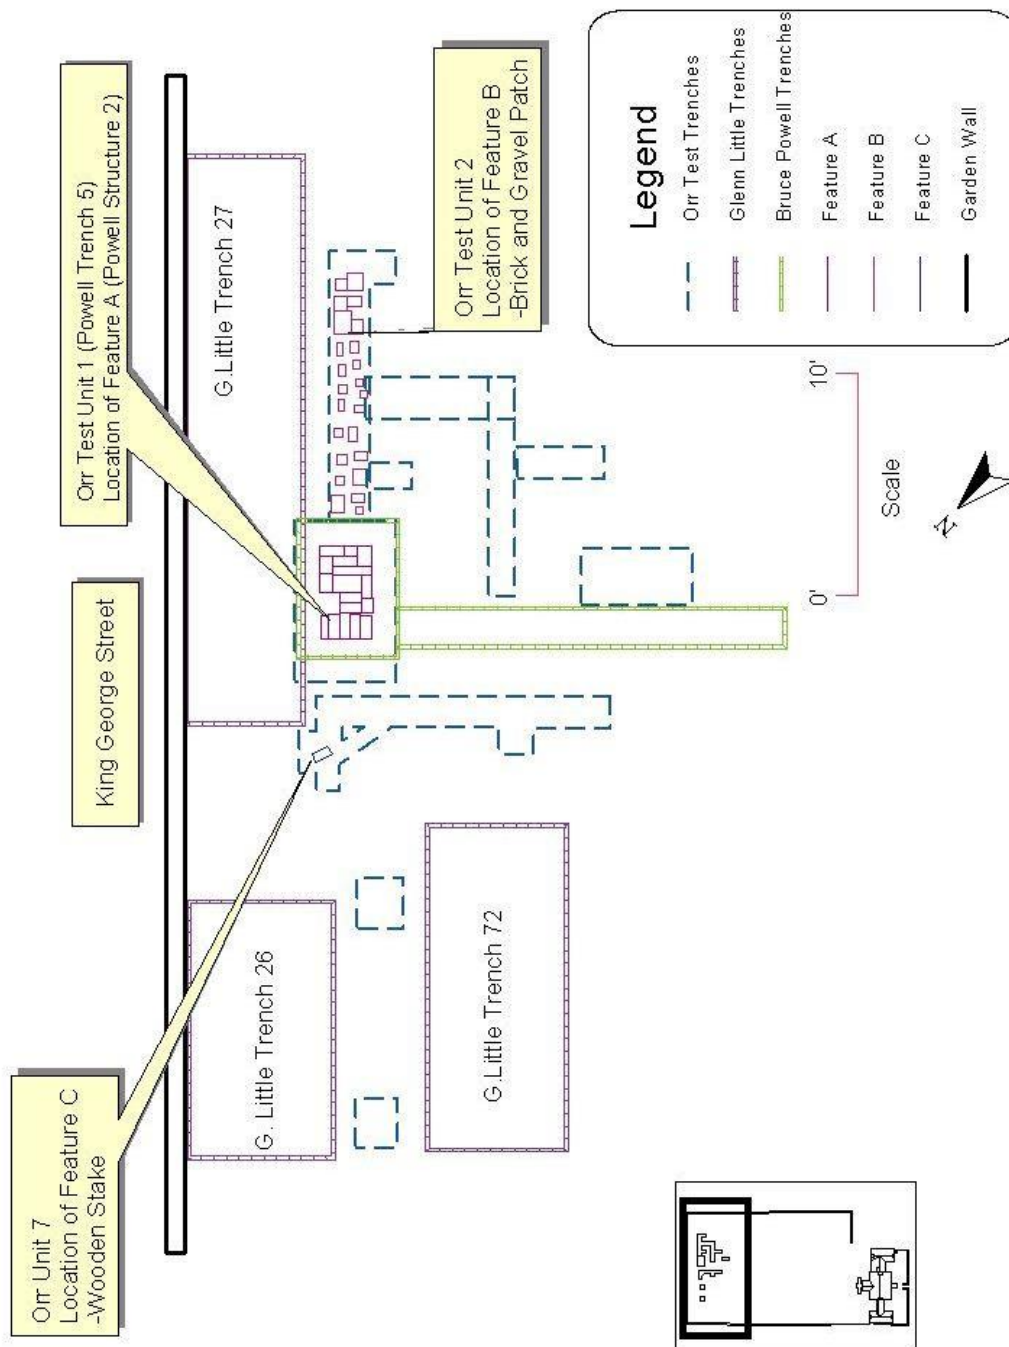 Orr Unit 7
Location of Feature C
-Wooden Stake
King George Street
Orr Test Unit 1 (Powell Trench 5)
Location of Feature A (Powell Structure 2)
G. Little Trench 26
G.Little Trench 27
G.Little Trench 72
Orr Test Unit 2
Location of Feature B
-Brick and Gravel Patch
Legend
Orr Test Trenches
Glenn Little Trenches
Bruce Powell Trenches
Feature A
Feature B
Feature C
Garden Wall
0'
10'
Scale
N